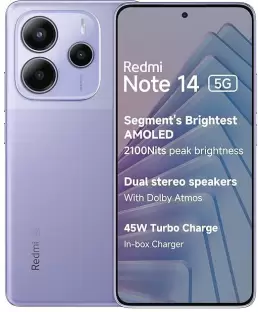 Redmi
Note 14 5G
Segment's Brightest
AMOLED
2100Nits peak brightness
Dual stereo speakers
With Dolby Atmos
45W Turbo Charge
In-box Charger
Redmi